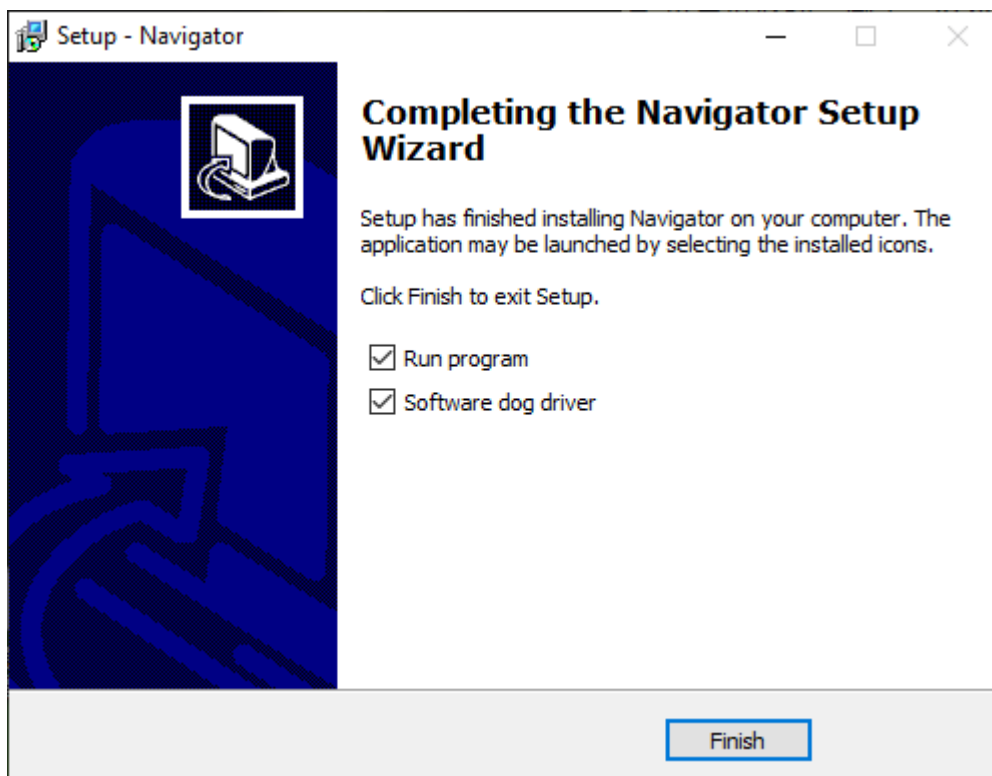 Setup - Navigator
Completing the Navigator Setup
Wizard
Setup has finished installing Navigator on your computer. The
application may be launched by selecting the installed icons.
Click Finish to exit Setup.
Run program
Software dog driver
Finish